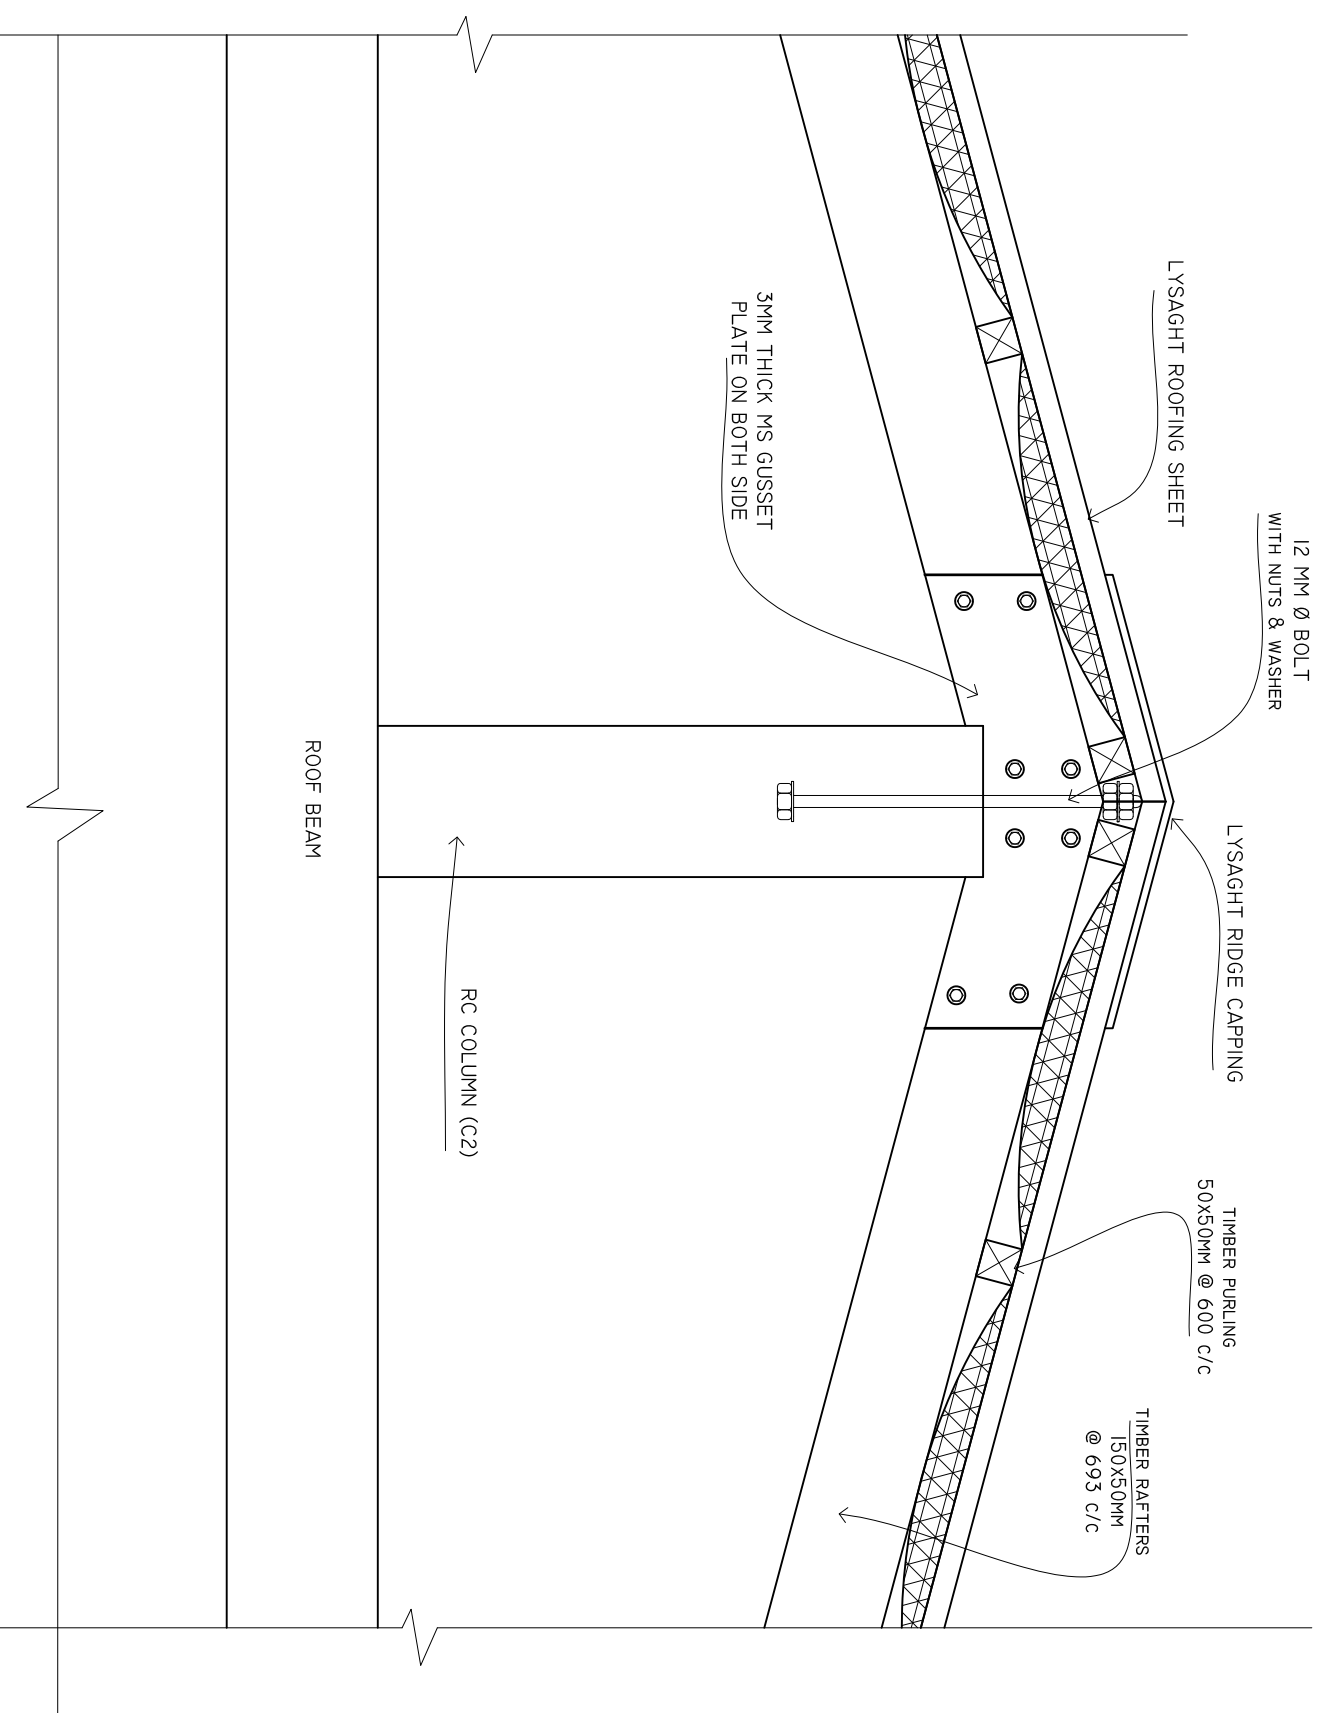 12 MM Ø BOLT
WITH NUTS & WASHER
LYSAGHT ROOFING SHEET
LYSAGHT RIDGE CAPPING
TIMBER PURLING
50x50MM @ 600 C/C
TIMBER RAFTERS
150x50MM
@ 693 C/C
3MM THICK MS GUSSET
PLATE ON BOTH SIDE
RC COLUMN (C2)
ROOF BEAM